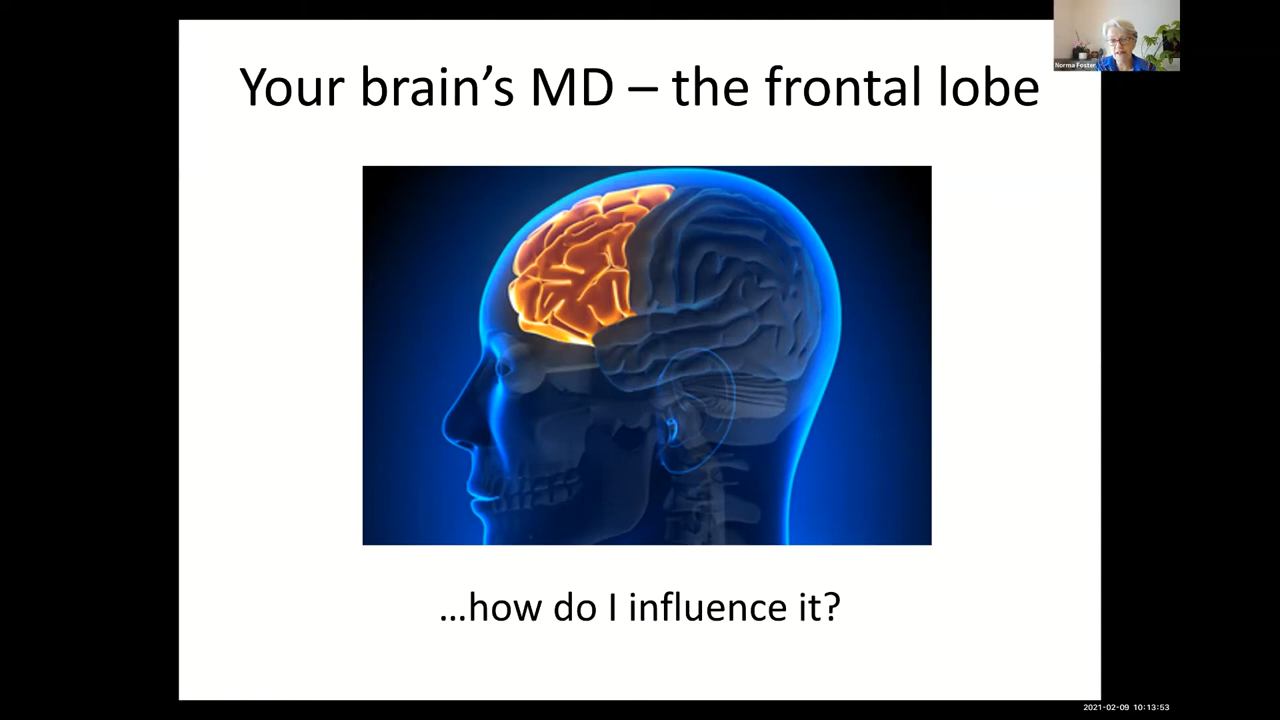 Your brain’s MD – the frontal lobe
Norma Foster
…how do I influence it?
2021-02-09 10:13:53